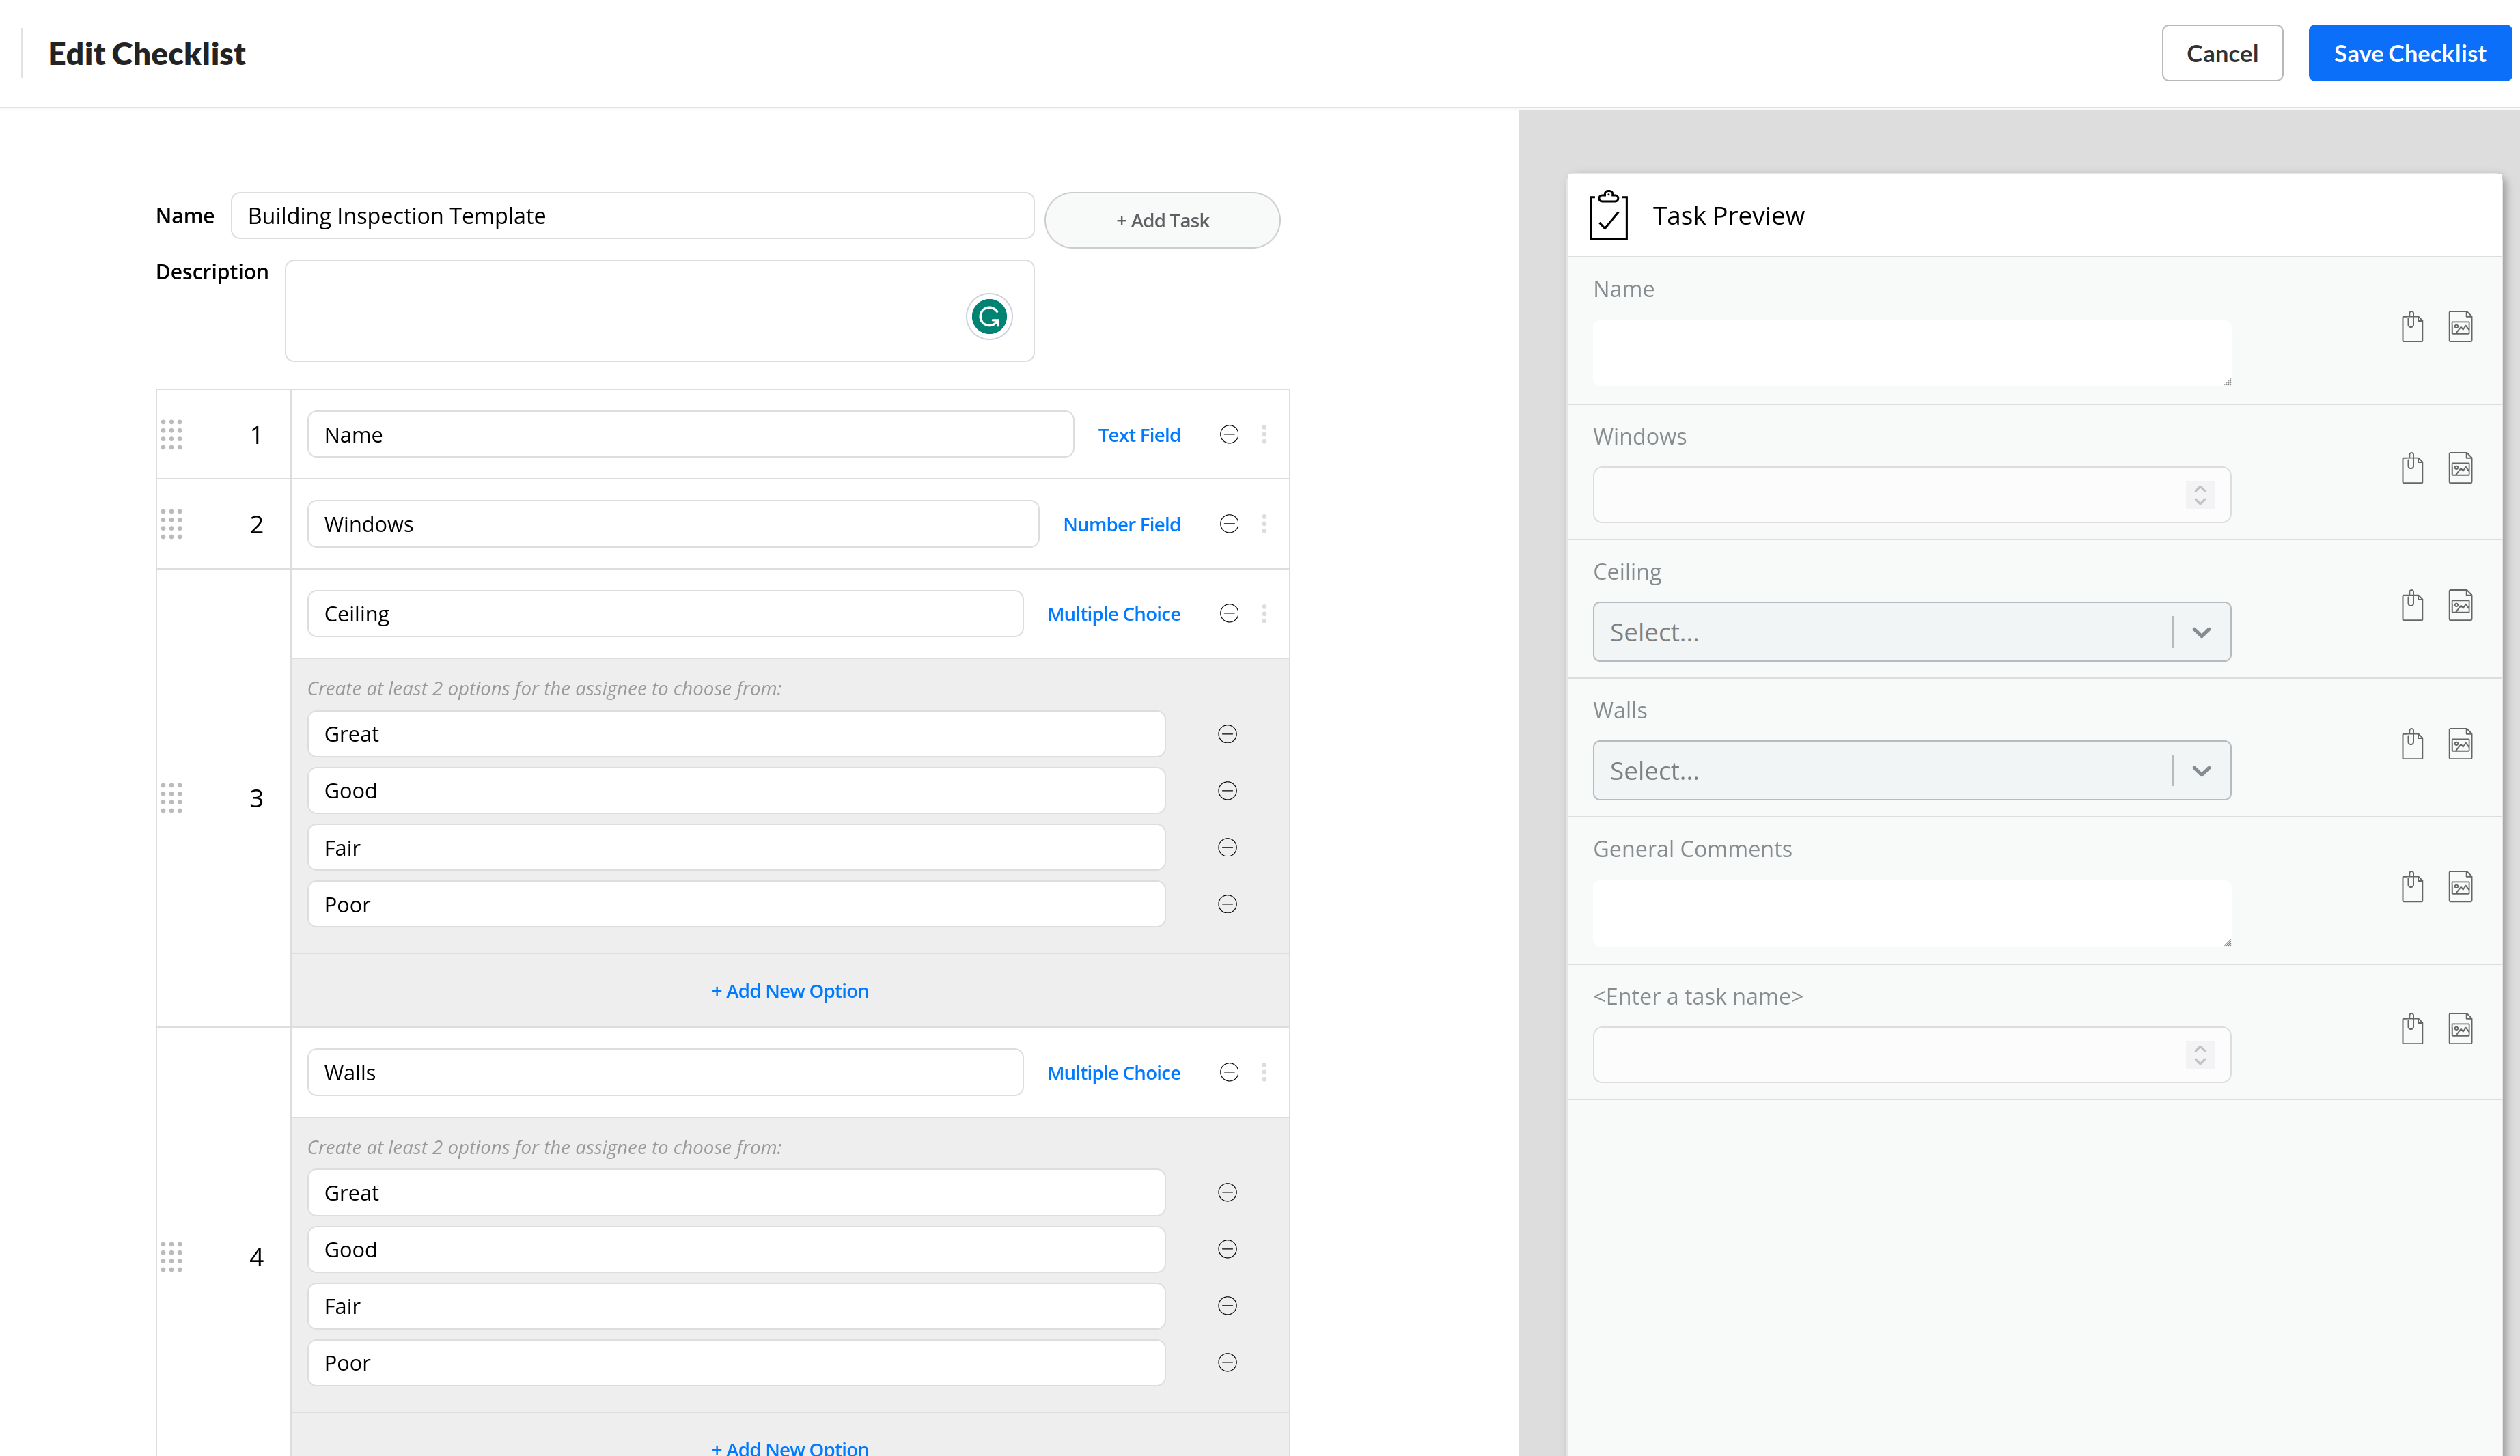 Edit Checklist
Cancel
Save Checklist
Name
Building Inspection Template
+ Add Task
Description
1
Name
Text Field
2
Windows
Number Field
3
Ceiling
Multiple Choice
Create at least 2 options for the assignee to choose from:
Great
Good
Fair
Poor
+ Add New Option
4
Walls
Multiple Choice
Create at least 2 options for the assignee to choose from:
Great
Good
Fair
Poor
+ Add New Option
Task Preview
Name
Windows
Ceiling
Select...
Walls
Select...
General Comments
<Enter a task name>